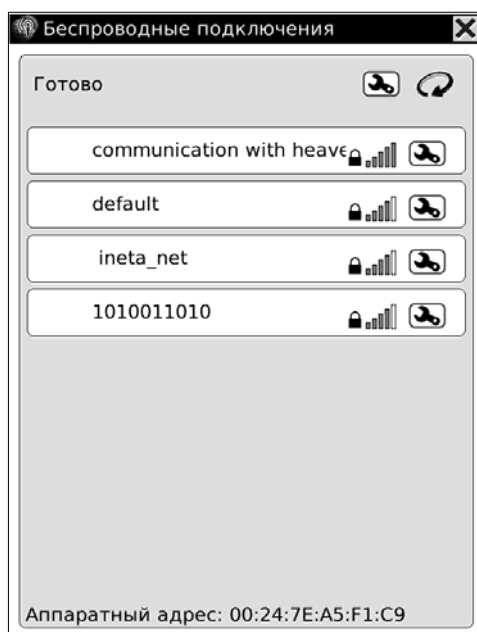 Беспроводные подключения
Готово
communication with heave
default
ineta_net
1010011010
Аппаратный адрес: 00:24:7E:A5:F1:C9